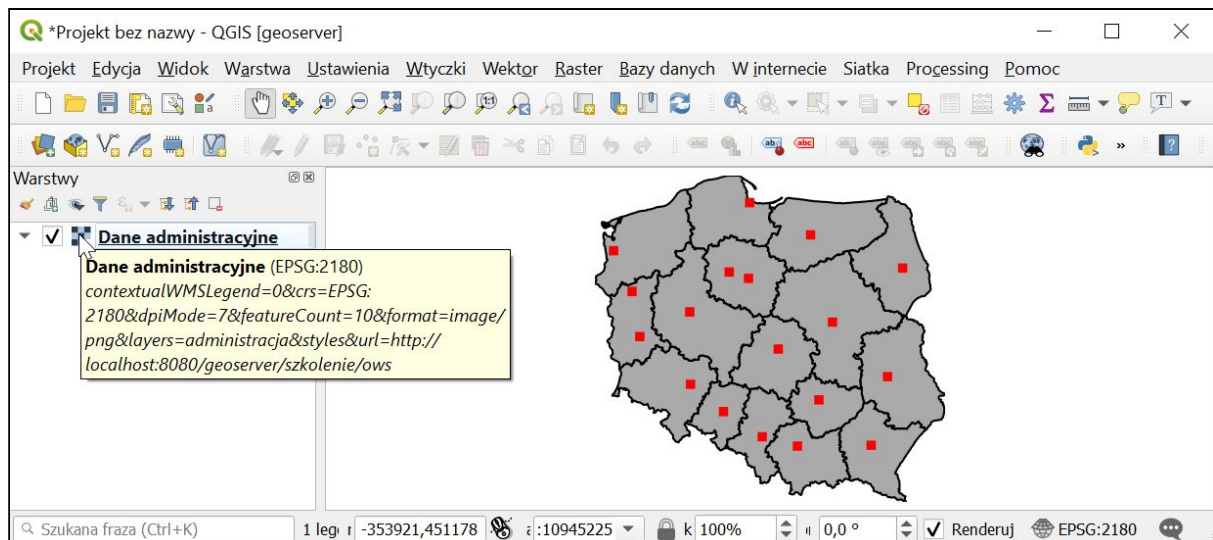 *Projekt bez nazwy - QGIS [geoserver]
Projekt Edycja Widok Warstwa Ustawienia Wtyczki Wektor Raster Bazy danych W internecie Siatka Processing Pomoc
Warstwy
Dane administracyjne
Dane administracyjne (EPSG:2180)
contextualWMSLegend=0&crs=EPSG:
2180&dpiMode=7&featureCount=10&format=image/
png&layers=administracja&styles&url=http://
localhost:8080/geoserver/szkolenie/ows
Szukana fraza (Ctrl+K) 1 leg -353921,451178 :10945225 k 100% 0,0 ° Renderuj EPSG:2180